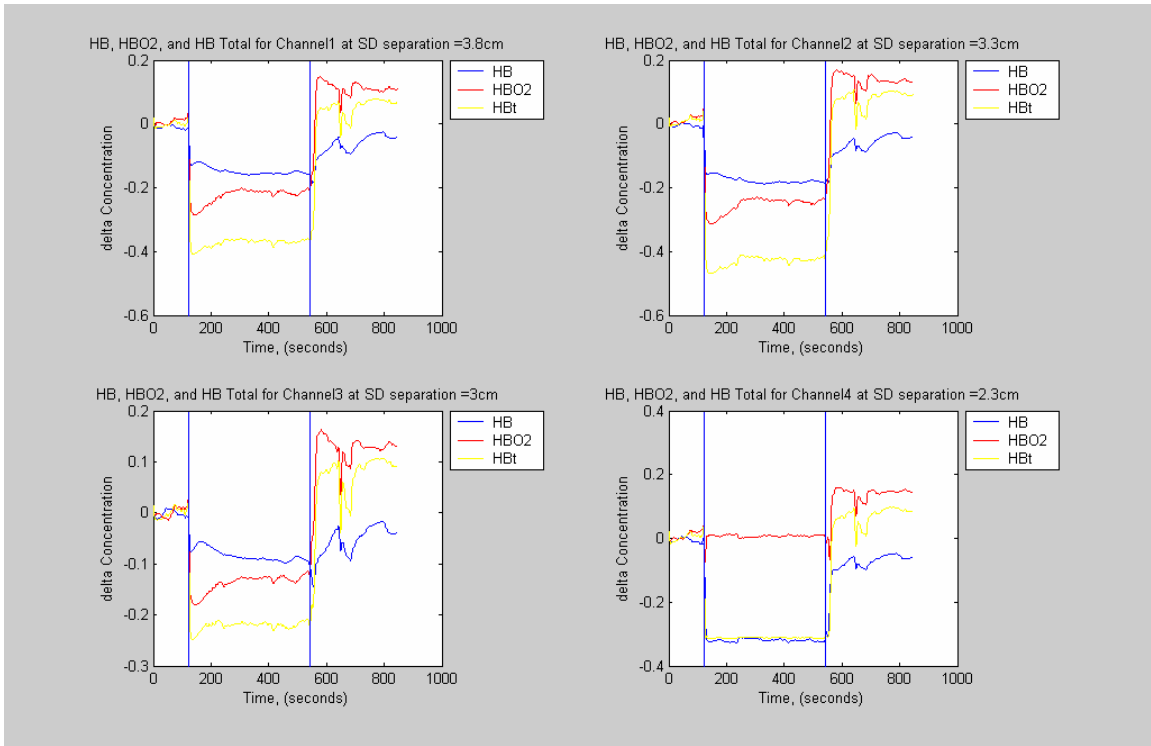 HB, HBO2, and HB Total for Channel1 at SD separation =3.8cm
0.2
0
-0.2
-0.4
-0.6
delta Concentration
0
200
400
600
800
1000
Time, (seconds)
HB
HBO2
HBt
HB, HBO2, and HB Total for Channel2 at SD separation =3.3cm
0.2
0
-0.2
-0.4
-0.6
delta Concentration
0
200
400
600
800
1000
Time, (seconds)
HB
HBO2
HBt
HB, HBO2, and HB Total for Channel3 at SD separation =3cm
0.2
0.1
0
-0.1
-0.2
-0.3
delta Concentration
0
200
400
600
800
1000
Time, (seconds)
HB
HBO2
HBt
HB, HBO2, and HB Total for Channel4 at SD separation =2.3cm
0.4
0.2
0
-0.2
-0.4
delta Concentration
0
200
400
600
800
1000
Time, (seconds)
HB
HBO2
HBt